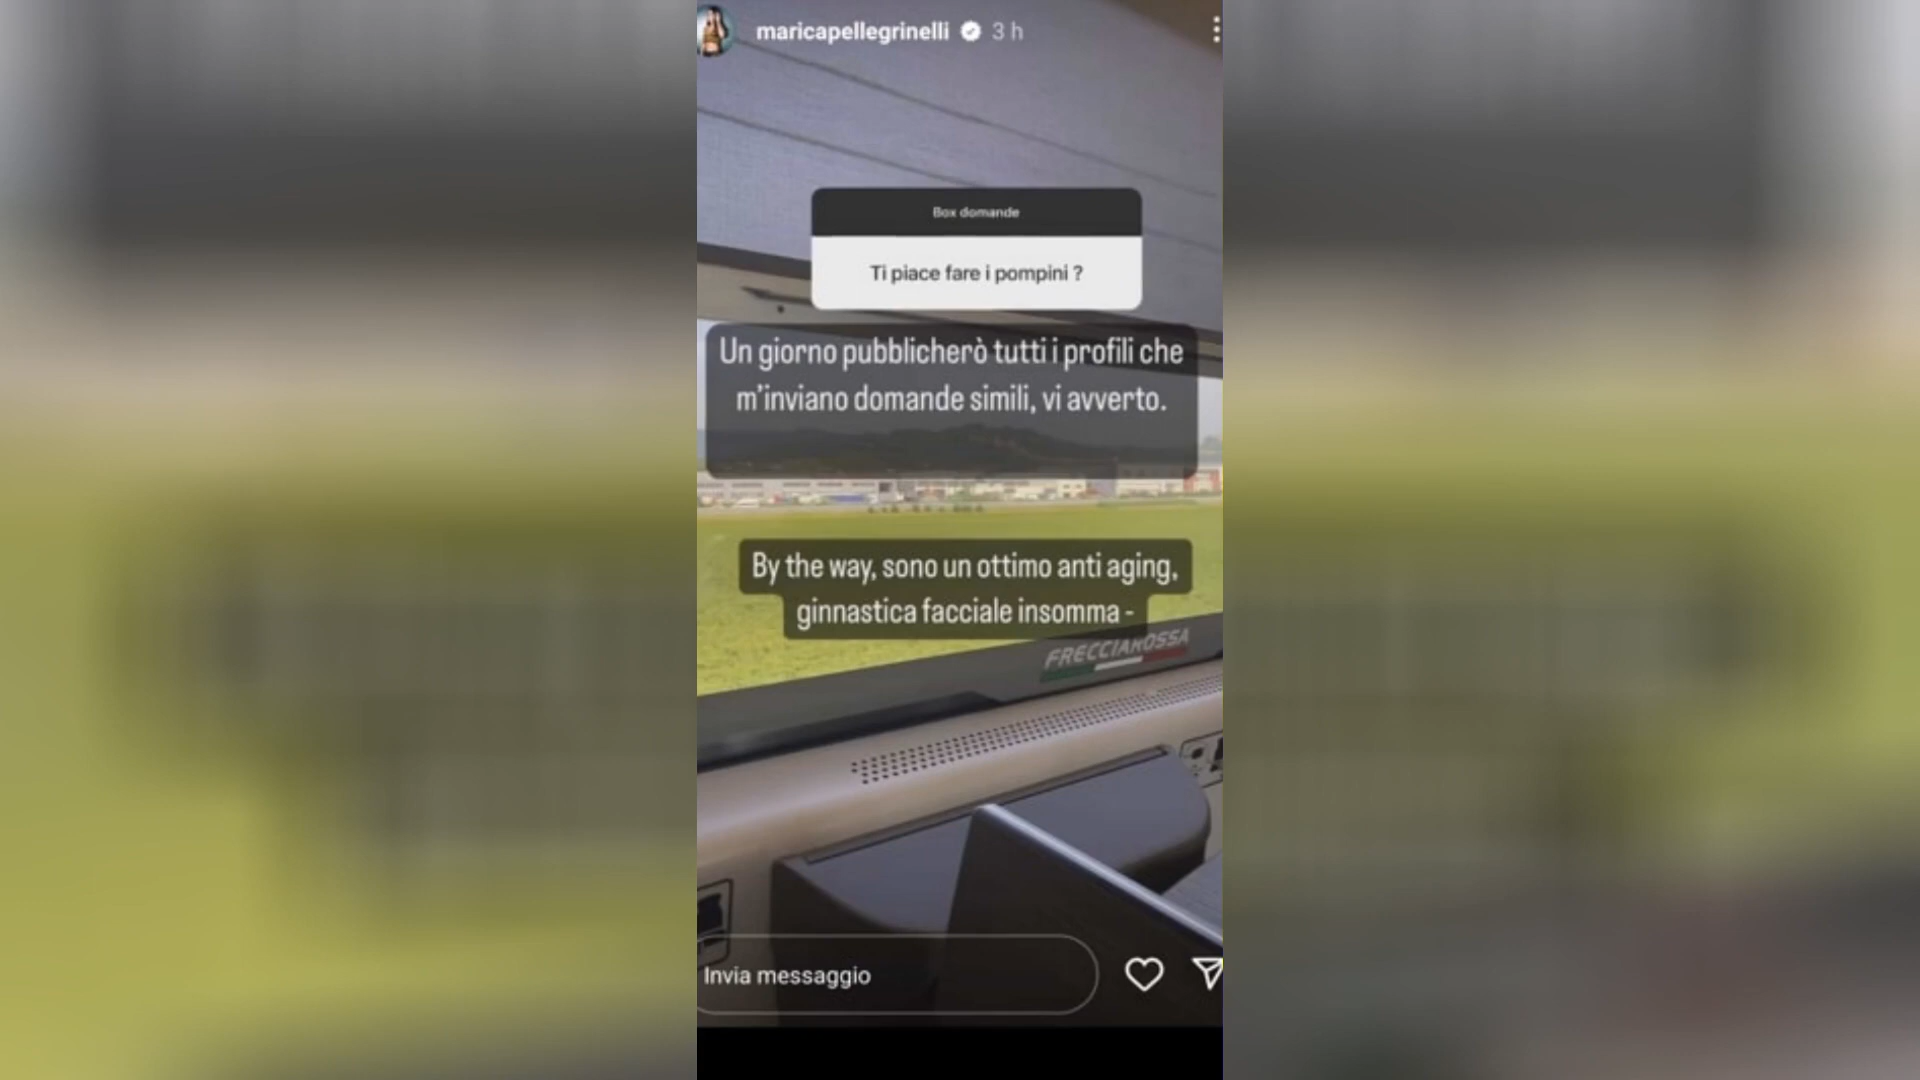 maricapellegrinelli 3 h
Box domande
Ti piace fare i pompini ?
Un giorno pubblicherò tutti i profili che
m'inviano domande simili, vi avverto.
By the way, sono un ottimo anti aging,
ginnastica facciale insomma -
FRECCIAROSSA
Invia messaggio